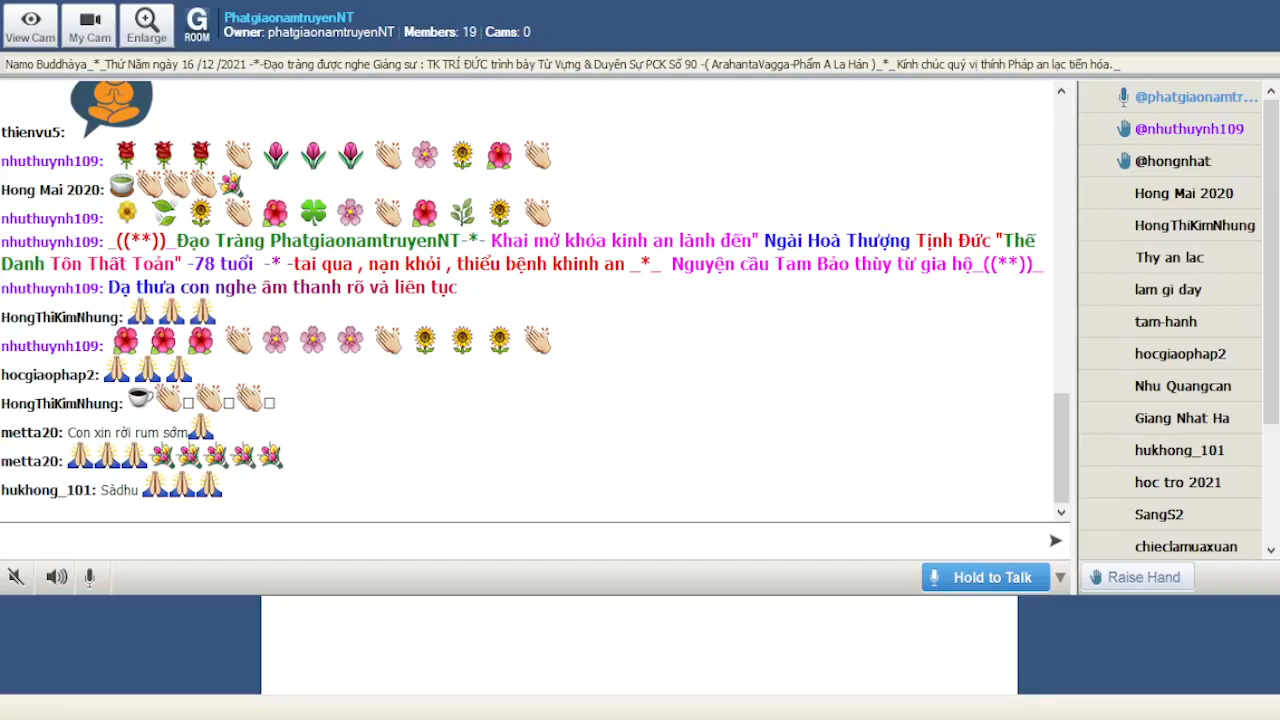 View Cam
My Cam
Enlarge
G
ROOM
PhatgiaonamtruyenNT
Owner: phatgiaonamtruyenNT | Members: 19 | Cams: 0
Namo Buddhàya_*_Thứ Năm ngày 16 /12 /2021 -*-Đạo tràng được nghe Giảng sư : TK TRÍ ĐỨC trình bày Từ Vựng & Duyên Sự PCK Số 90 -( ArahantaVagga-Phẩm A La Hán )_*_Kính chúc quý vị thính Pháp an lạc tiến hóa._
thienvu5:
nhuthuynh109:
Hong Mai 2020:
nhuthuynh109:
nhuthuynh109: _((**))_Đạo Tràng PhatgiaonamtruyenNT-*- Khai mở khóa kinh an lành đến" Ngài Hoà Thượng Tịnh Đức "Thế
Danh Tôn Thất Toản" -78 tuổi -* -tai qua , nạn khỏi , thiểu bệnh khinh an _*_ Nguyện cầu Tam Bảo thùy từ gia hộ_((**))_
nhuthuynh109: Dạ thưa con nghe âm thanh rõ và liên tục
HongThiKimNhung:
nhuthuynh109:
hocgiaophap2:
HongThiKimNhung:
metta20: Con xin rời rum sớm
metta20:
hukhong_101: Sādhu
Hold to Talk
@phatgiaonamtr...
@nhuthuynh109
@hongnhat
Hong Mai 2020
HongThiKimNhung
Thy an lac
lam gi day
tam-hanh
hocgiaophap2
Nhu Quangcan
Giang Nhat Ha
hukhong_101
hoc tro 2021
SangS2
chieclamuaxuan
Raise Hand